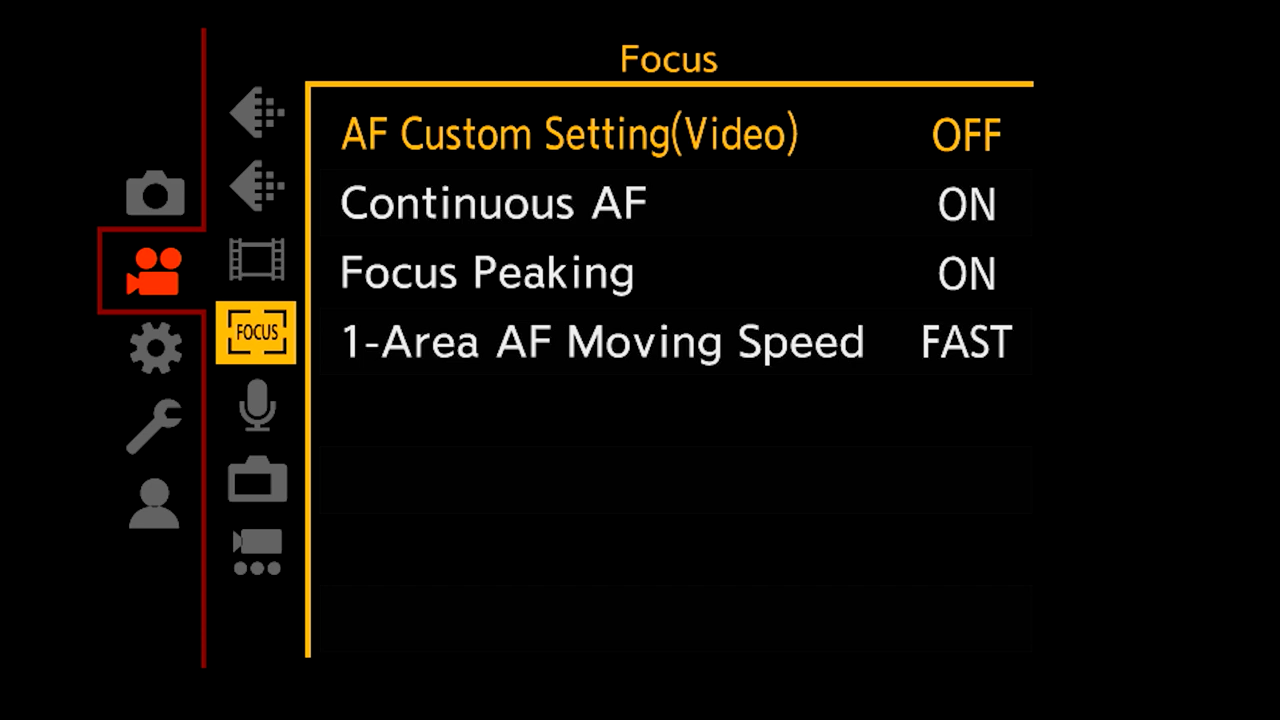 Focus
AF Custom Setting(Video) OFF
Continuous AF ON
Focus Peaking ON
FOCUS
1-Area AF Moving Speed FAST